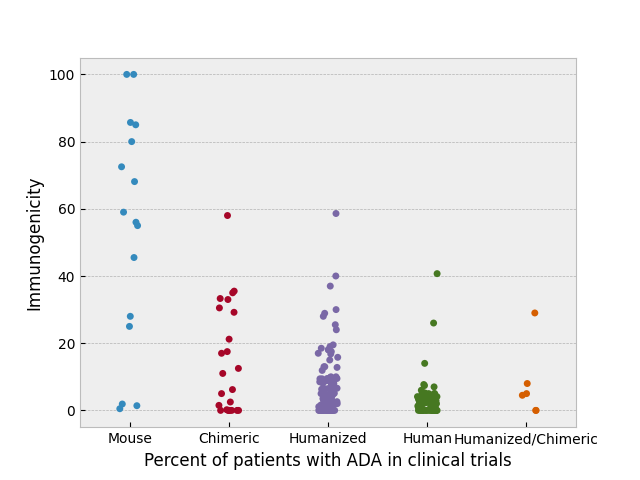 100
80
60
40
20
0
Immunogenicity
Mouse Chimeric Humanized Human Humanized/Chimeric
Percent of patients with ADA in clinical trials